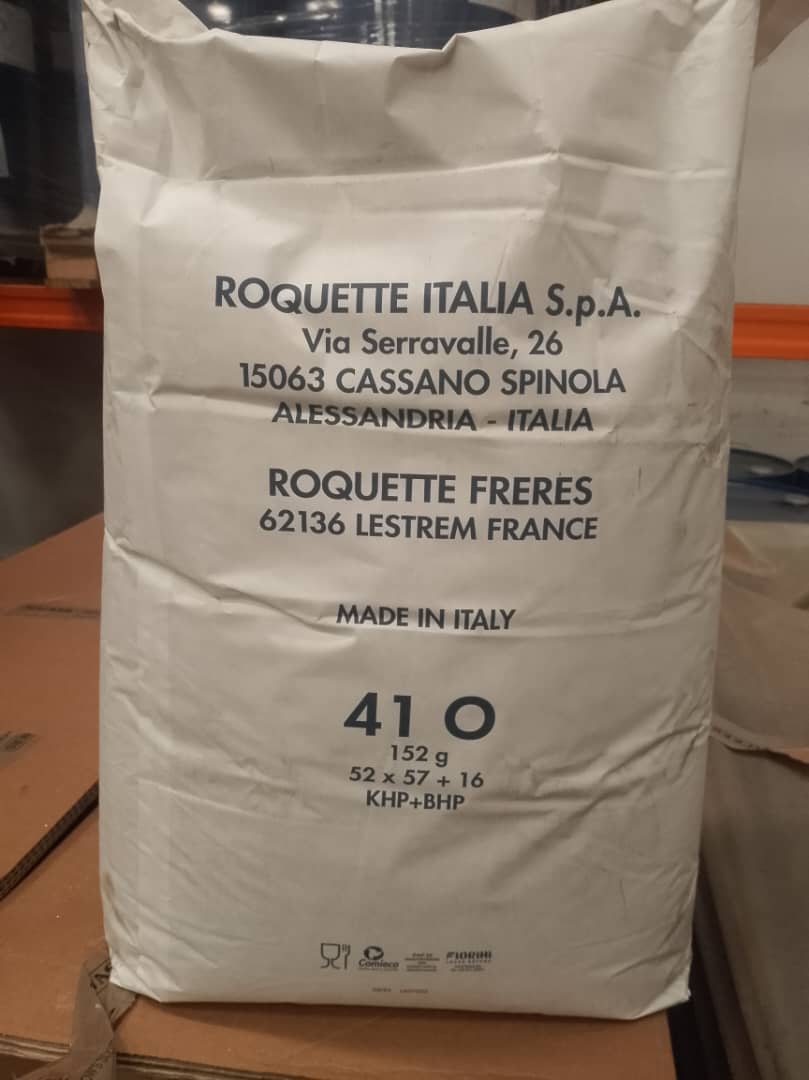 ROQUETTE ITALIA S.p.A.
Via Serravalle, 26
15063 CASSANO SPINOLA
ALESSANDRIA - ITALIA
ROQUETTE FRERES
62136 LESTREM FRANCE
MADE IN ITALY
41 O
152 g
52 x 57 + 16
KHP+BHP
Comieco
FIORINI